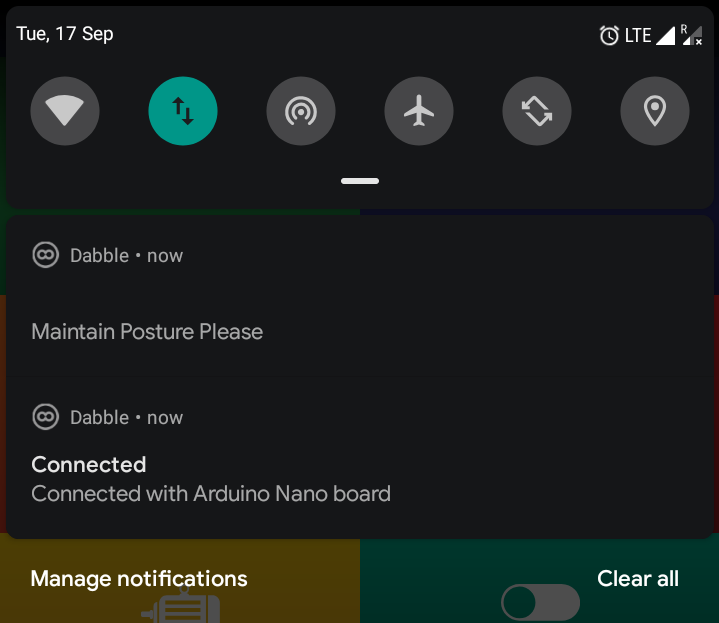 Tue, 17 Sep LTE R
Dabble • now
Maintain Posture Please
Dabble • now
Connected
Connected with Arduino Nano board
Manage notifications Clear all